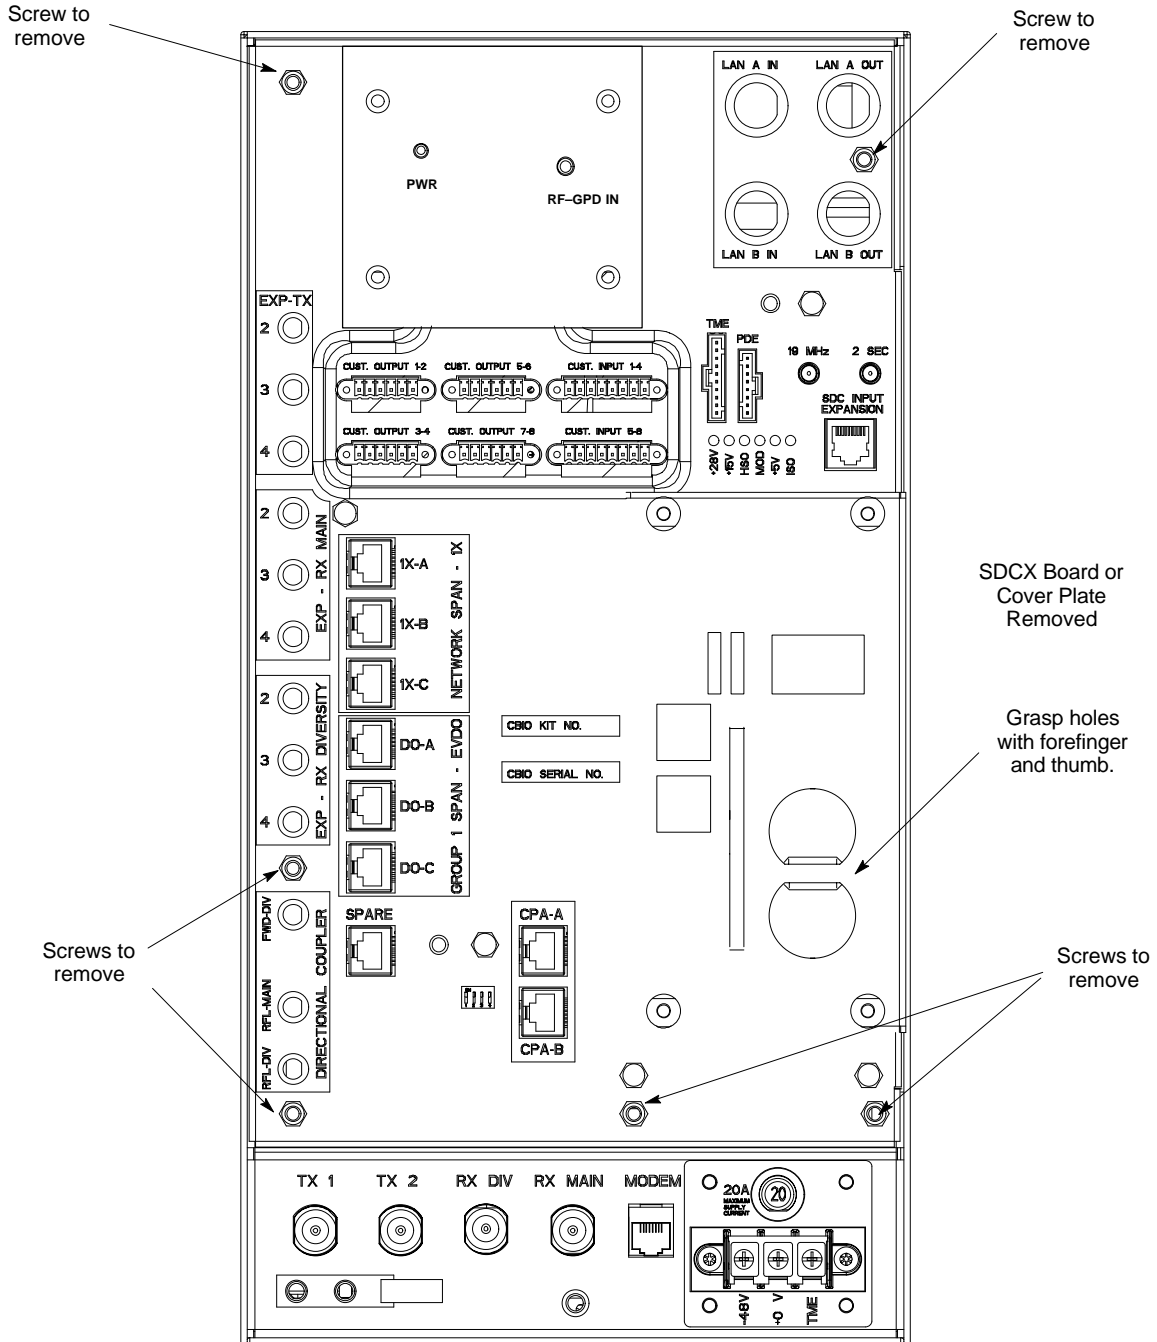 Screw to
remove
Screw to
remove
LAN A IN
LAN A OUT
PWR
RF–GPD IN
LAN B IN
LAN B OUT
EXP-TX
2
3
4
TME
PDE
19 MHz
2 SEC
CUST. OUTPUT 1-2
CUST. OUTPUT 5-6
CUST. INPUT 1-4
SDC INPUT
EXPANSION
CUST. OUTPUT 3-4
CUST. OUTPUT 7-8
CUST. INPUT 5-8
+28V
+15V
HSO
MOD
+5V
ISO
2
3
4
EXP - RX MAIN
1X-A
1X-B
1X-C
NETWORK SPAN - 1X
SDCX Board or
Cover Plate
Removed
2
3
4
EXP - RX DIVERSITY
DO-A
DO-B
DO-C
GROUP 1 SPAN - EVDO
CBIO KIT NO.
CBIO SERIAL NO.
Grasp holes
with forefinger
and thumb.
FWD-DIV
RFL-MAIN
RFL-DIV
DIRECTIONAL COUPLER
SPARE
CPA-A
CPA-B
Screws to
remove
Screws to
remove
TX 1
TX 2
RX DIV
RX MAIN
MODEM
20A
MAXIMUM
SUPPLY
CURRENT
20
-48V
+0 V
TME